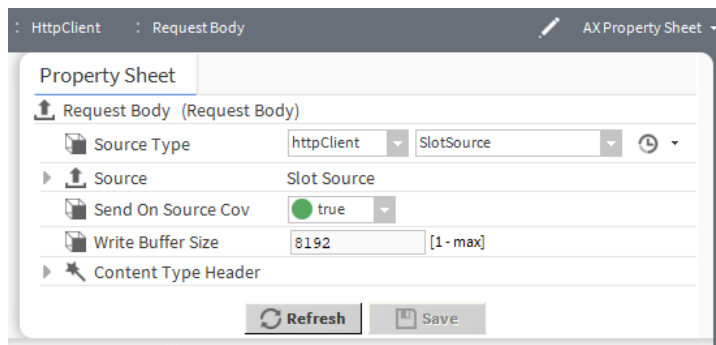 : HttpClient : Request Body AX Property Sheet
Property Sheet
Request Body (Request Body)
Source Type httpClient SlotSource
Source Slot Source
Send On Source Cov true
Write Buffer Size 8192 [1 - max]
Content Type Header
Refresh Save